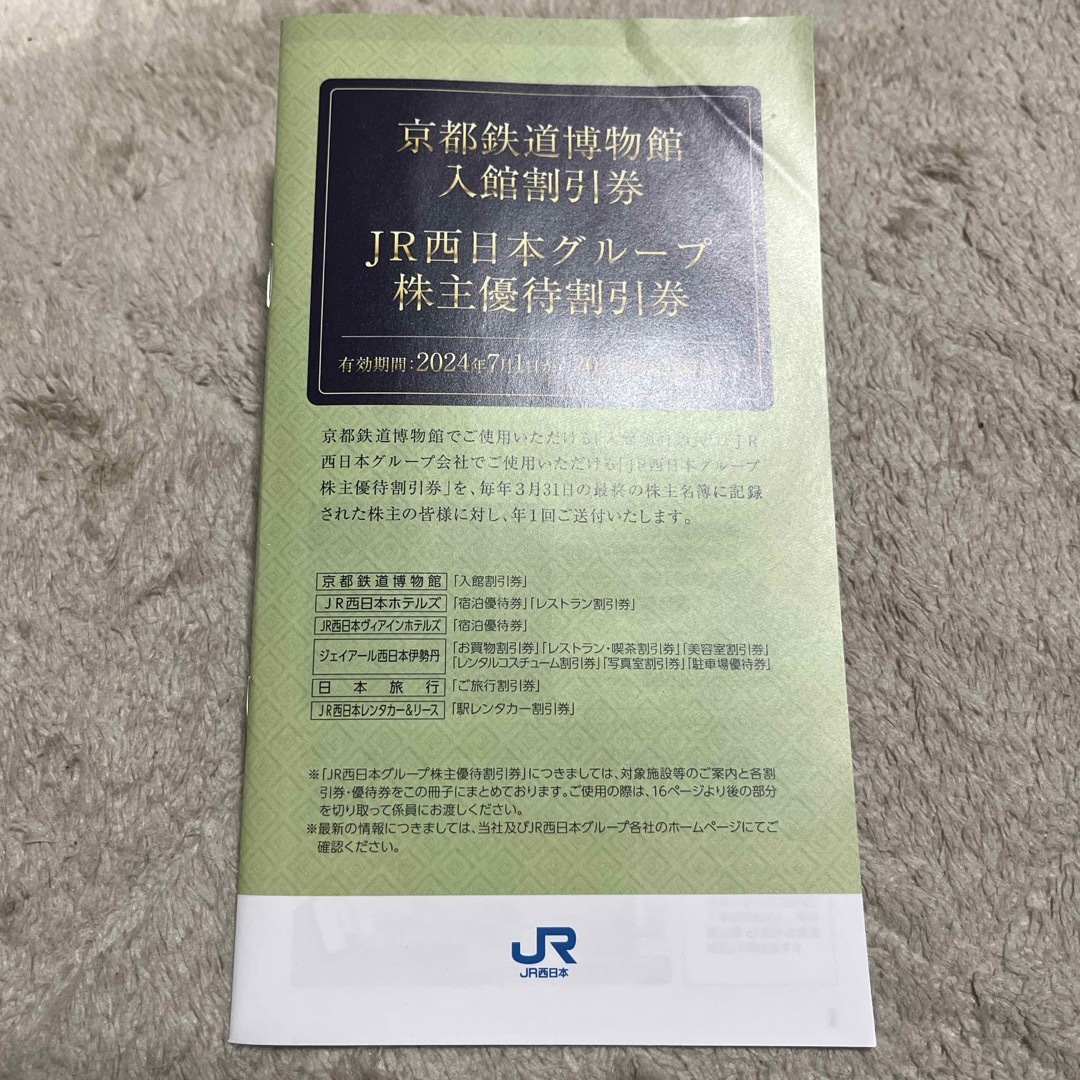 京都鉄道博物館
入館割引券
JR西日本グループ
株主優待割引券
有効期間:2024年7月1日から
京都鉄道博物館でご使用いただける「入館割引券」及びJR
西日本グループ会社でご使用いただける「JR西日本グループ
株主優待割引券」を、毎年3月31日の最終の株主名簿に記録
された株主の皆様に対し、年1回ご送付いたします。
京都鉄道博物館「入館割引券」
JR西日本ホテルズ「宿泊優待券」「レストラン割引券」
JR西日本ヴィアインホテルズ「宿泊優待券」
ジェイアール西日本伊勢丹「お買物割引券」「レストラン・喫茶割引券」「美容室割引券」
「レンタルコスチューム割引券」「写真室割引券」「駐車場優待券」
日本旅行「ご旅行割引券」
JR西日本レンタカー&リース「駅レンタカー割引券」
※「JR西日本グループ株主優待割引券」につきましては、対象施設等のご案内と各割
引券・優待券をこの冊子にまとめております。ご使用の際は、16ページより後の部分
を切り取って係員にお渡しください。
※最新の情報につきましては、当社及びJR西日本グループ各社のホームページにてご
確認ください。
JR
JR西日本